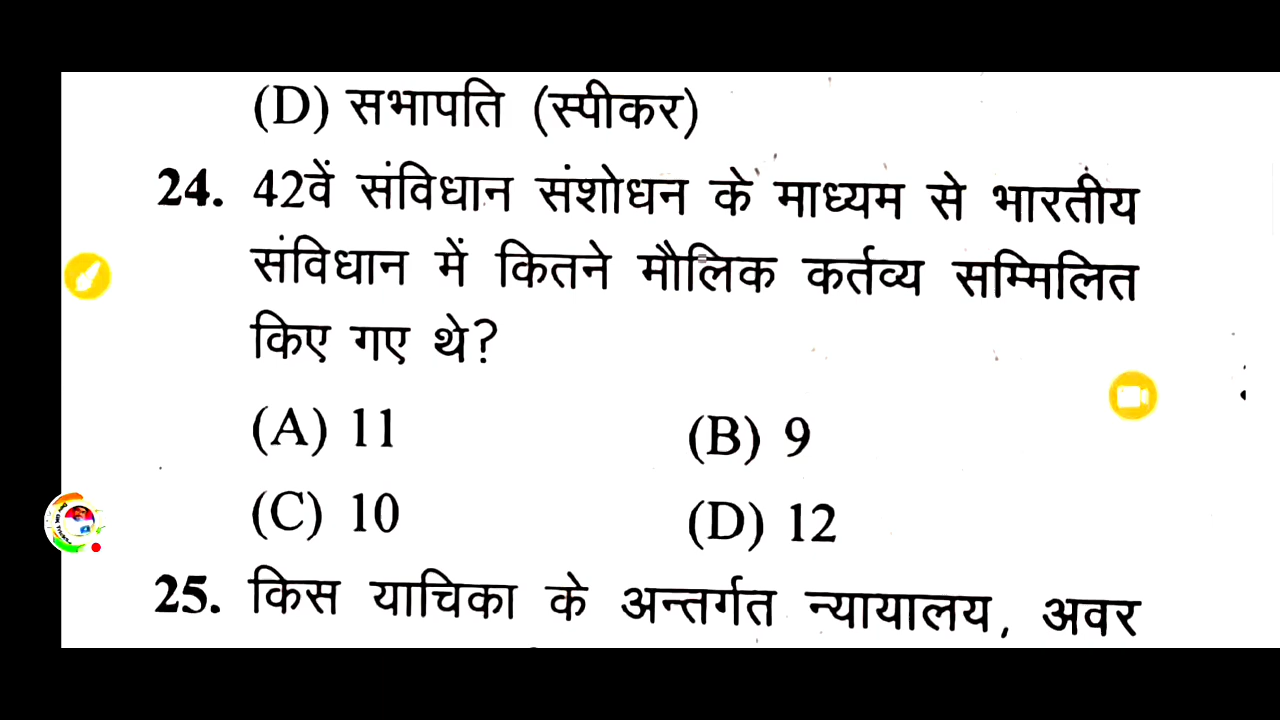 (D) सभापति (स्पीकर)
24. 42वें संविधान संशोधन के माध्यम से भारतीय
संविधान में कितने मौलिक कर्तव्य सम्मिलित
किए गए थे?
(A) 11 (B) 9
(C) 10 (D) 12
25. किस याचिका के अन्तर्गत न्यायालय, अवर